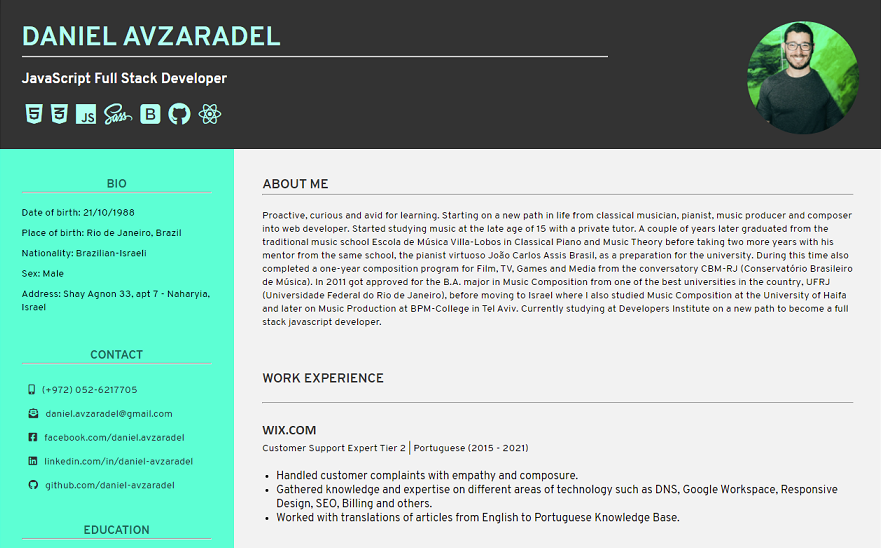 DANIEL AVZARADEL
JavaScript Full Stack Developer
5 3 JS Sass B
BIO
Date of birth: 21/10/1988
Place of birth: Rio de Janeiro, Brazil
Nationality: Brazilian-Israeli
Sex: Male
Address: Shay Agnon 33, apt 7 - Naharyia,
Israel
CONTACT
(+972) 052-6217705
daniel.avzaradel@gmail.com
facebook.com/daniel.avzaradel
linkedin.com/in/daniel-avzaradel
github.com/daniel-avzaradel
EDUCATION
ABOUT ME
Proactive, curious and avid for learning. Starting on a new path in life from classical musician, pianist, music producer and composer
into web developer. Started studying music at the late age of 15 with a private tutor. A couple of years later graduated from the
traditional music school Escola de Música Villa-Lobos in Classical Piano and Music Theory before taking two more years with his
mentor from the same school, the pianist virtuoso João Carlos Assis Brasil, as a preparation for the university. During this time also
completed a one-year composition program for Film, TV, Games and Media from the conversatory CBM-RJ (Conservatório Brasileiro
de Música). In 2011 got approved for the B.A. major in Music Composition from one of the best universities in the country, UFRJ
(Universidade Federal do Rio de Janeiro), before moving to Israel where I also studied Music Composition at the University of Haifa
and later on Music Production at BPM-College in Tel Aviv. Currently studying at Developers Institute on a new path to become a full
stack javascript developer.
WORK EXPERIENCE
WIX.COM
Customer Support Expert Tier 2 | Portuguese (2015 - 2021)
• Handled customer complaints with empathy and composure.
• Gathered knowledge and expertise on different areas of technology such as DNS, Google Workspace, Responsive
Design, SEO, Billing and others.
• Worked with translations of articles from English to Portuguese Knowledge Base.